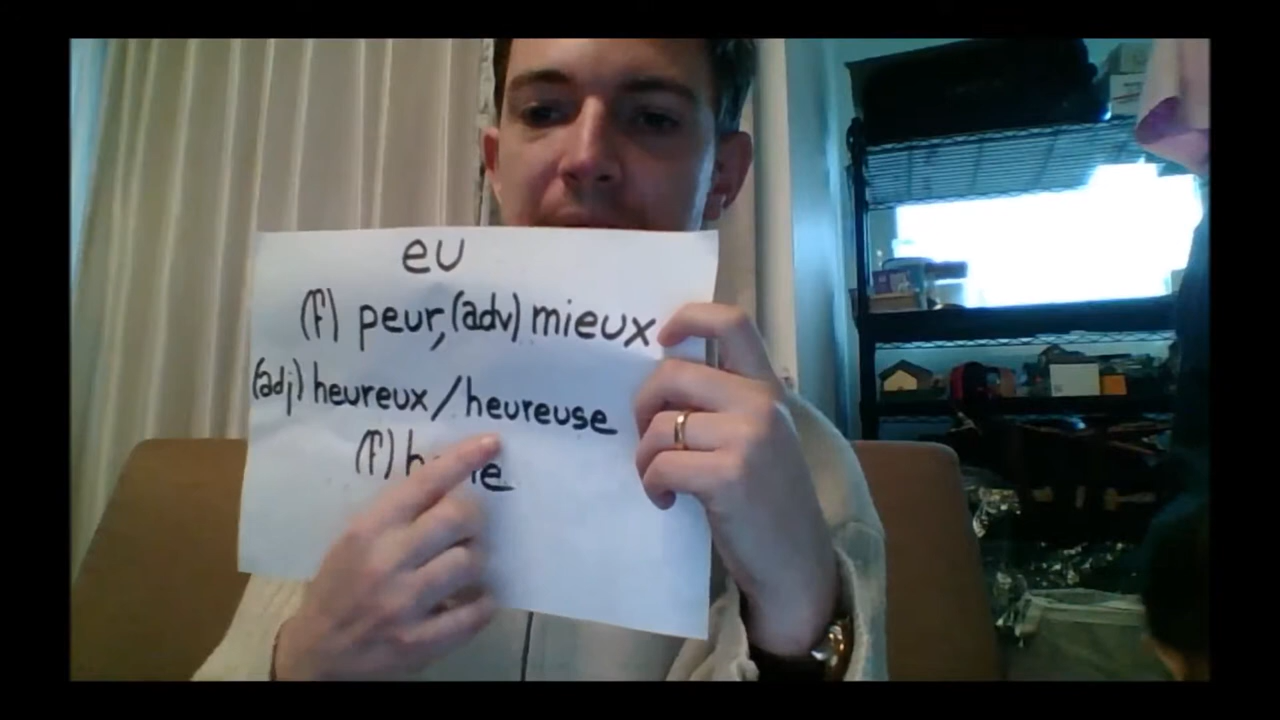 eu
(f) peur, (adv) mieux
(adj) heureux / heureuse
(f)